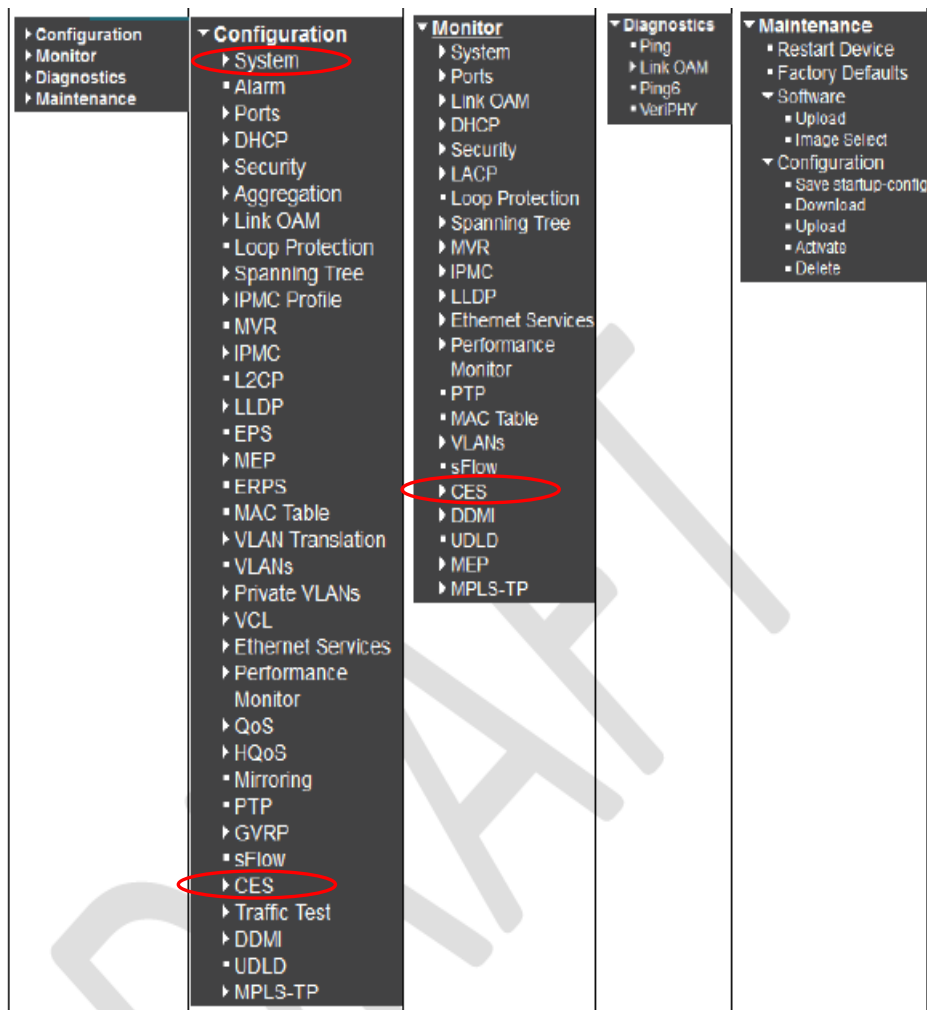 Configuration
Monitor
Diagnostics
Maintenance
Configuration
System
Alarm
Ports
DHCP
Security
Aggregation
Link OAM
Loop Protection
Spanning Tree
IPMC Profile
MVR
IPMC
L2CP
LLDP
EPS
MEP
ERPS
MAC Table
VLAN Translation
VLANs
Private VLANs
VCL
Ethernet Services
Performance
Monitor
QoS
HQoS
Mirroring
PTP
GVRP
sFlow
CES
Traffic Test
DDMI
UDLD
MPLS-TP
Monitor
System
Ports
Link OAM
DHCP
Security
LACP
Loop Protection
Spanning Tree
MVR
IPMC
LLDP
Ethernet Services
Performance
Monitor
PTP
MAC Table
VLANs
sFlow
CES
DDMI
UDLD
MEP
MPLS-TP
Diagnostics
Ping
Link OAM
Ping6
VeriPHY
Maintenance
Restart Device
Factory Defaults
Software
Upload
Image Select
Configuration
Save startup-config
Download
Upload
Activate
Delete
DRAFT